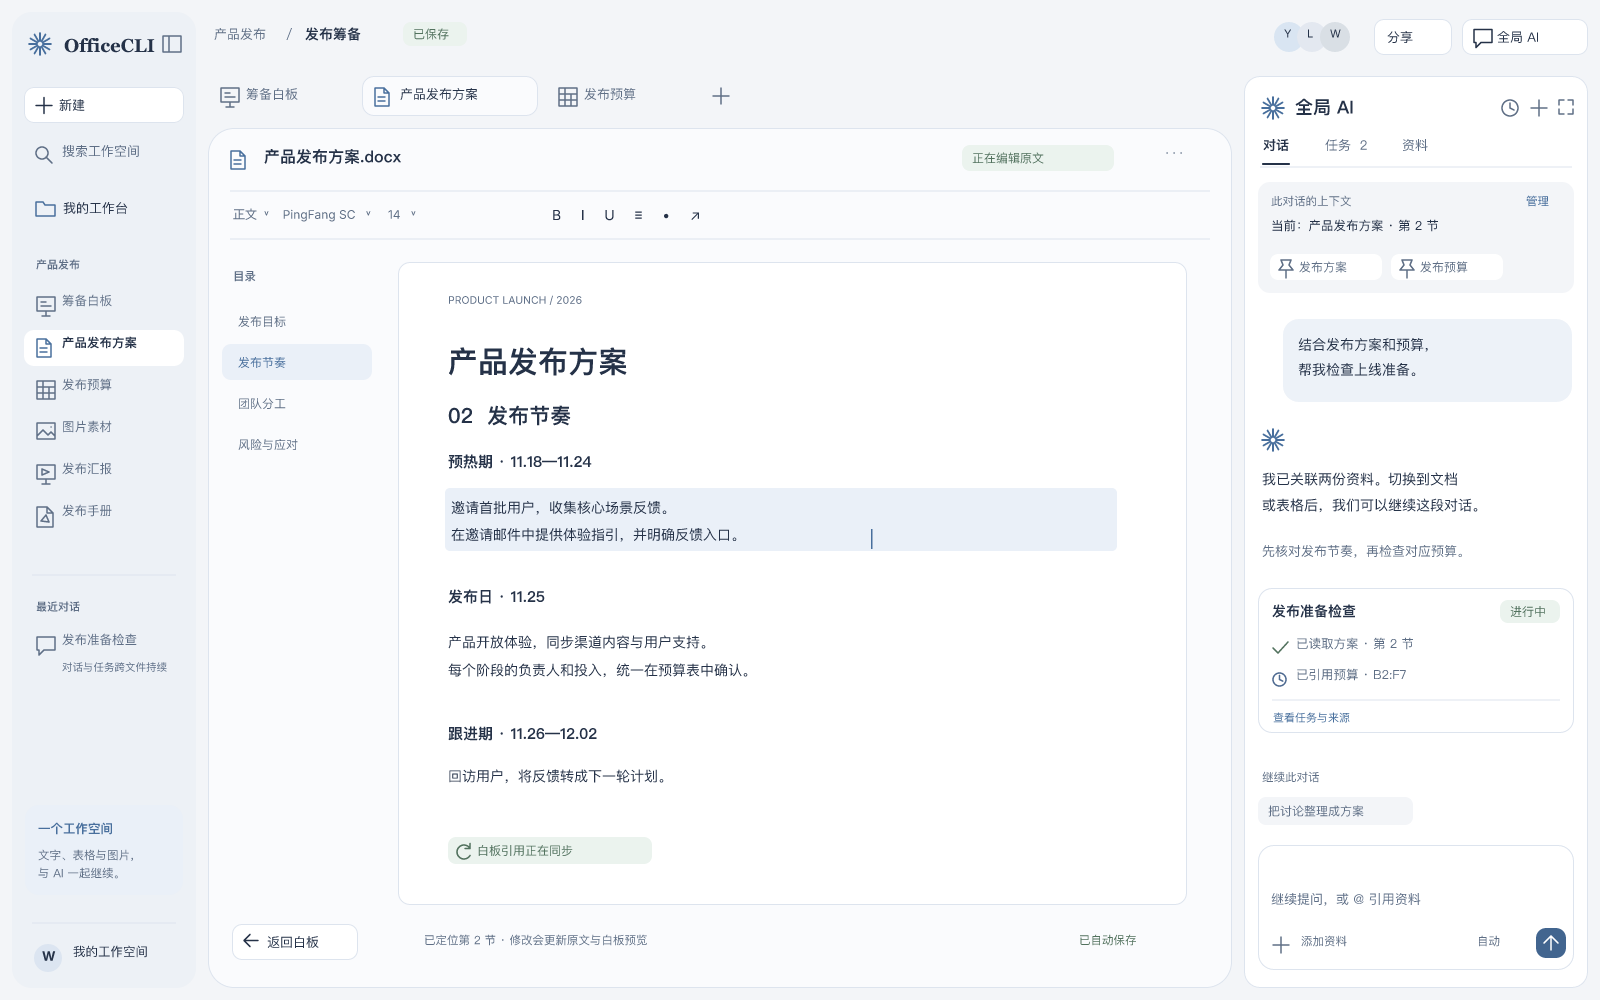 OfficeCLI
新建
搜索工作空间
我的工作台
产品发布
筹备白板
产品发布方案
发布预算
图片素材
发布汇报
发布手册
最近对话
发布准备检查
对话与任务跨文件持续
一个工作空间
文字、表格与图片，
与 AI 一起继续。
W 我的工作空间
产品发布 / 发布筹备 已保存
Y L W 分享 全局 AI
筹备白板 产品发布方案 发布预算
产品发布方案.docx 正在编辑原文 ···
正文 PingFang SC 14 B I U ≡ • ↗
目录
发布目标
发布节奏
团队分工
风险与应对
PRODUCT LAUNCH / 2026
产品发布方案
02 发布节奏
预热期 · 11.18—11.24
邀请首批用户，收集核心场景反馈。
在邀请邮件中提供体验指引，并明确反馈入口。
发布日 · 11.25
产品开放体验，同步渠道内容与用户支持。
每个阶段的负责人和投入，统一在预算表中确认。
跟进期 · 11.26—12.02
回访用户，将反馈转成下一轮计划。
白板引用正在同步
返回白板 已定位第 2 节 · 修改会更新原文与白板预览 已自动保存
全局 AI
对话 任务 2 资料
此对话的上下文 管理
当前：产品发布方案 · 第 2 节
发布方案 发布预算
结合发布方案和预算，
帮我检查上线准备。
我已关联两份资料。切换到文档
或表格后，我们可以继续这段对话。
先核对发布节奏，再检查对应预算。
发布准备检查 进行中
已读取方案 · 第 2 节
已引用预算 · B2:F7
查看任务与来源
继续此对话
把讨论整理成方案
继续提问，或 @ 引用资料
添加资料 自动